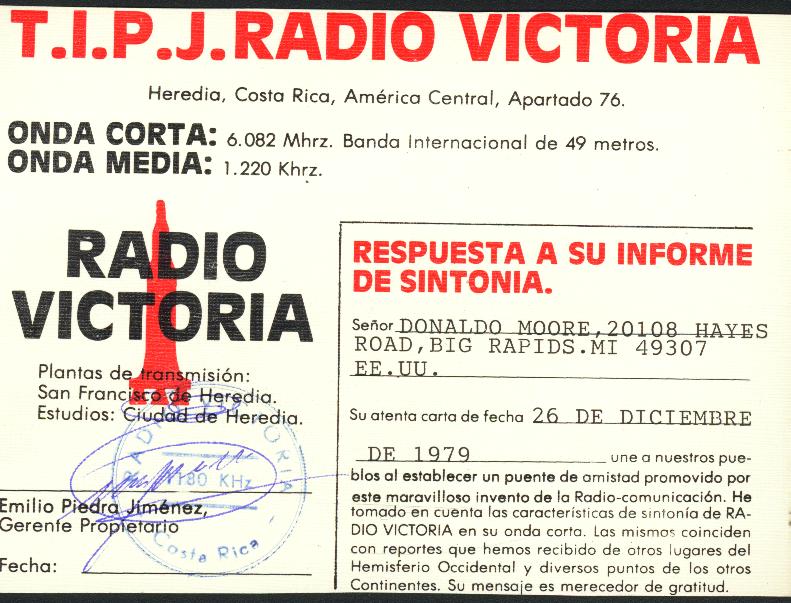 T.I.P.J. RADIO VICTORIA
Heredia, Costa Rica, América Central, Apartado 76.
ONDA CORTA: 6.082 Mhrz. Banda Internacional de 49 metros.
ONDA MEDIA: 1.220 Khrz.
RADIO
VICTORIA
Plantas de transmisión:
San Francisco de Heredia.
Estudios: Ciudad de Heredia.
RADIO VICTORIA
1180 KHz
Costa Rica
Emilio Piedra Jiménez,
Gerente Propietario
Fecha:
RESPUESTA A SU INFORME
DE SINTONIA.
Señor DONALDO MOORE,20108 HAYES
ROAD,BIG RAPIDS.MI 49307
EE.UU.
Su atenta carta de fecha 26 DE DICIEMBRE
DE 1979 une a nuestros pue-
blos al establecer un puente de amistad promovido por
este maravilloso invento de la Radio-comunicación. He
tomado en cuenta las características de sintonía de RA-
DIO VICTORIA en su onda corta. Las mismas coinciden
con reportes que hemos recibido de otros lugares del
Hemisferio Occidental y diversos puntos de los otros
Continentes. Su mensaje es merecedor de gratitud.